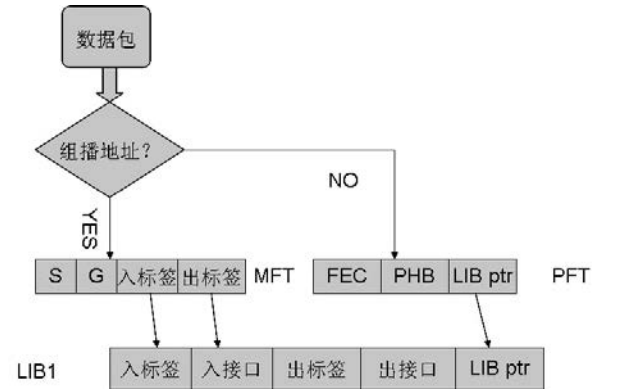 数据包
组播地址?
NO
YES
S G 入标签 出标签 MFT FEC PHB LIB ptr PFT
LIB1 入标签 入接口 出标签 出接口 LIB ptr